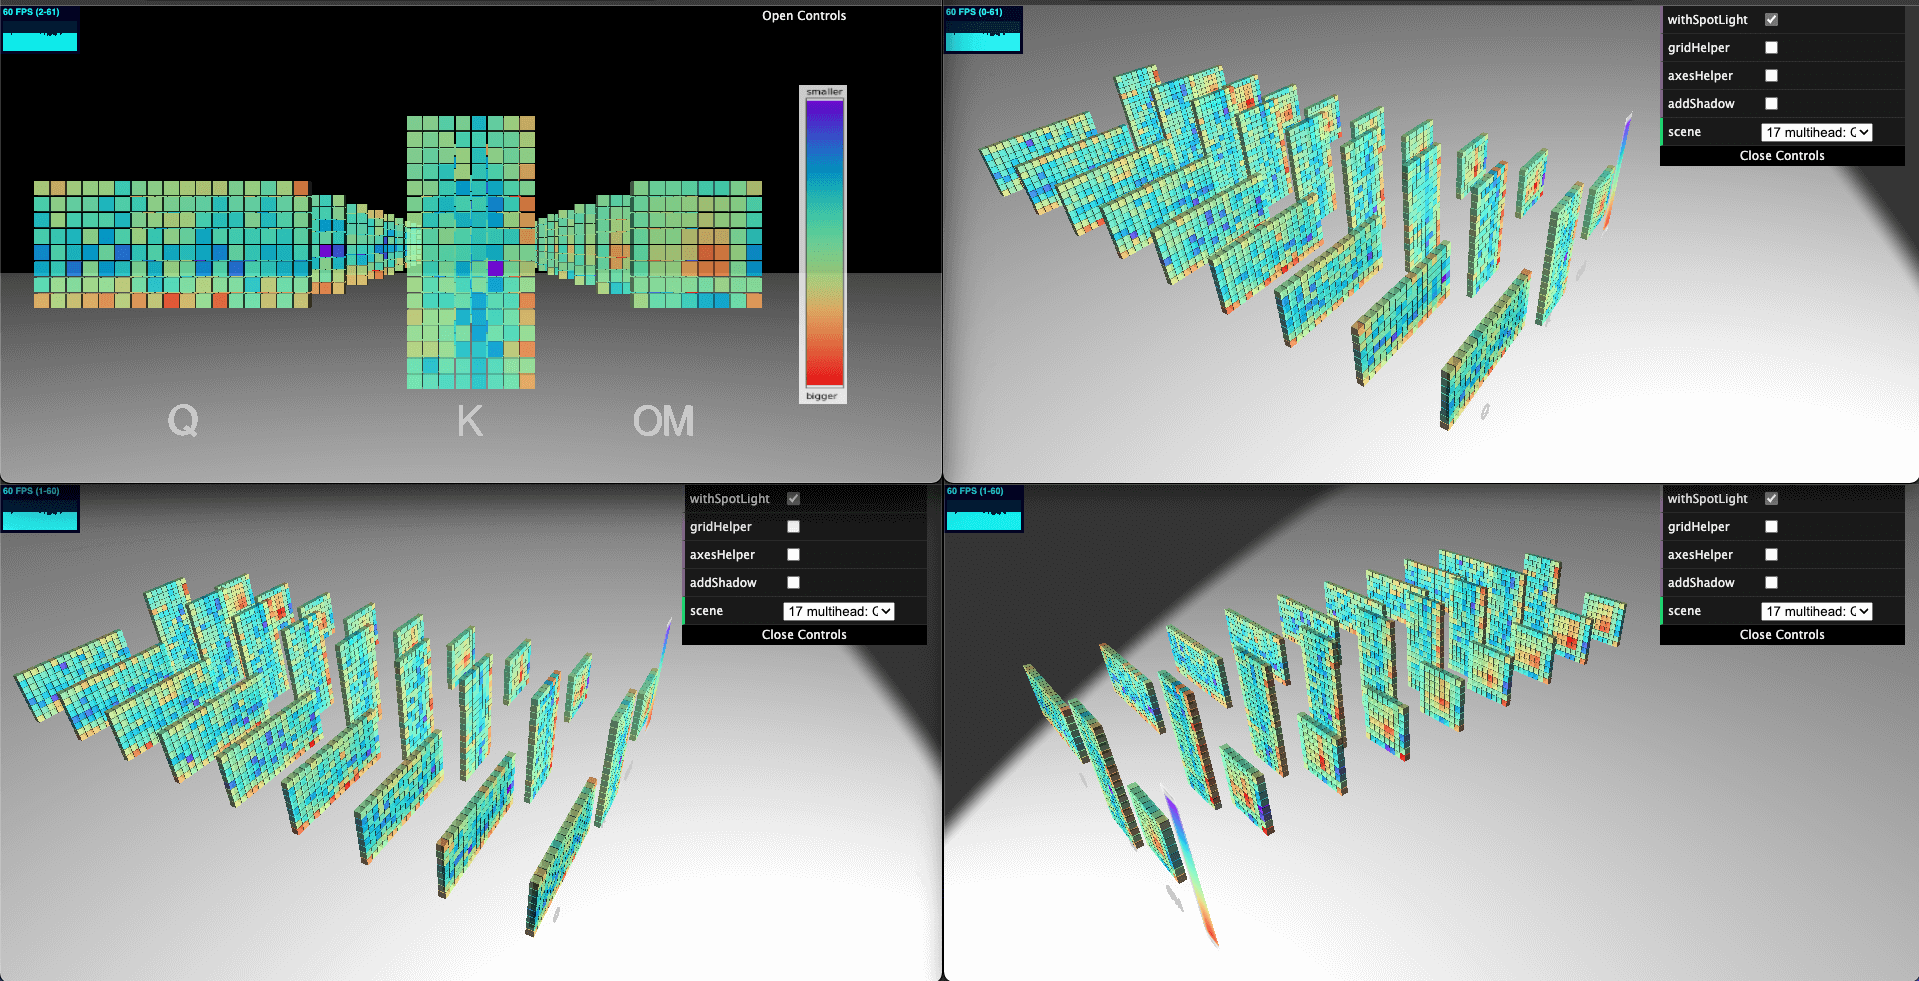 60 FPS (2-61)
Open Controls
smaller
bigger
Q
K
OM
60 FPS (0-61)
withSpotLight
gridHelper
axesHelper
addShadow
scene
17 multihead: C
Close Controls
60 FPS (1-60)
withSpotLight
gridHelper
axesHelper
addShadow
scene
17 multihead: C
Close Controls
60 FPS (1-60)
withSpotLight
gridHelper
axesHelper
addShadow
scene
17 multihead: C
Close Controls